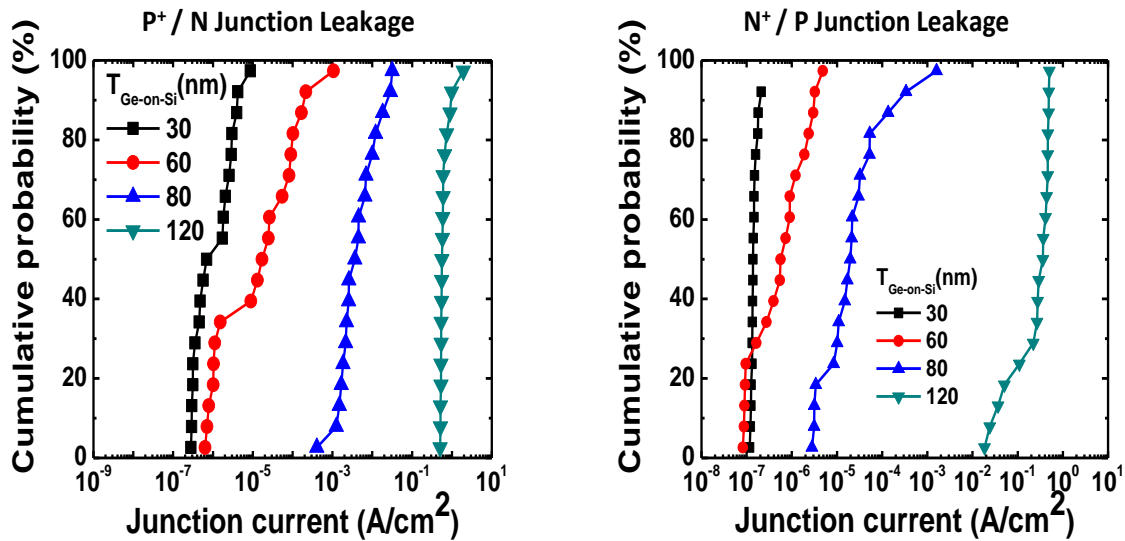 P+ / N Junction Leakage
Cumulative probability (%)
100
80
60
40
20
0
T Ge-on-Si (nm)
30
60
80
120
10-9 10-7 10-5 10-3 10-1 101
Junction current (A/cm2)
N+ / P Junction Leakage
Cumulative probability (%)
100
80
60
40
20
0
T Ge-on-Si (nm)
30
60
80
120
10-8 10-7 10-6 10-5 10-4 10-3 10-2 10-1 100 101
Junction current (A/cm2)